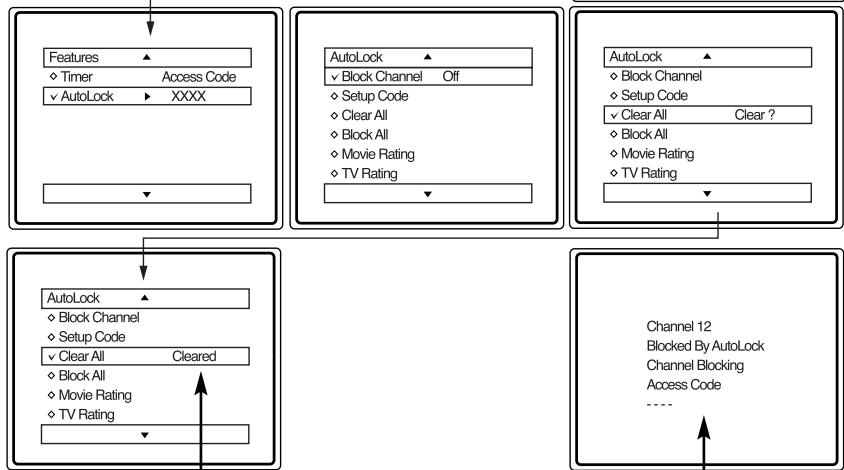 Features
Timer Access Code
AutoLock XXXX
AutoLock
Block Channel Off
Setup Code
Clear All
Block All
Movie Rating
TV Rating
AutoLock
Block Channel
Setup Code
Clear All Clear ?
Block All
Movie Rating
TV Rating
AutoLock
Block Channel
Setup Code
Clear All Cleared
Block All
Movie Rating
TV Rating
Channel 12
Blocked By AutoLock
Channel Blocking
Access Code
- - - -